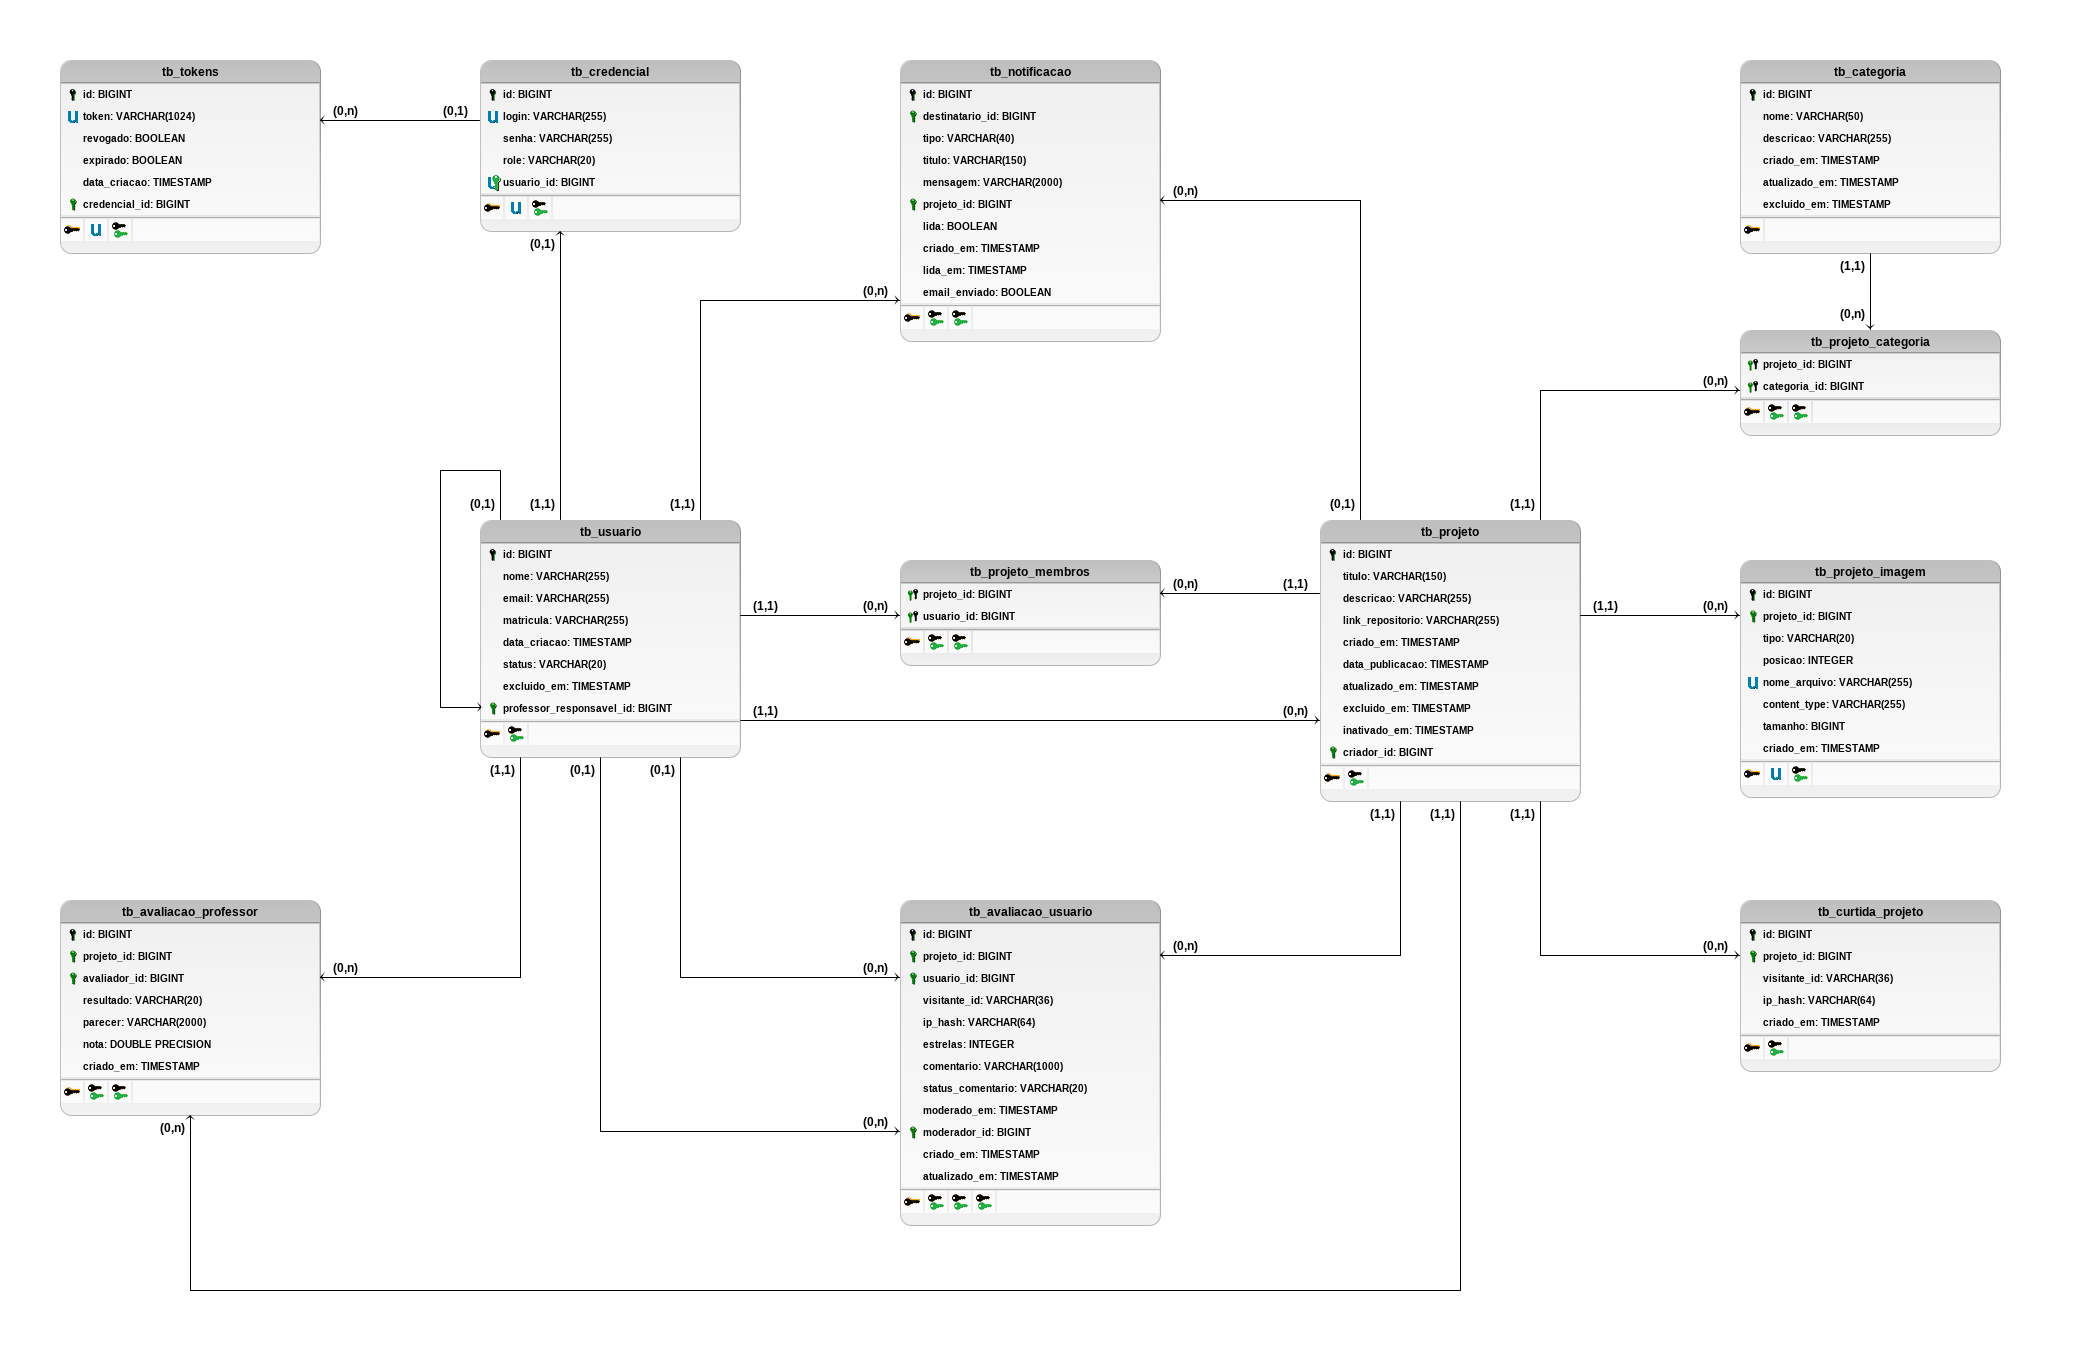 tb_tokens
id: BIGINT
token: VARCHAR(1024)
revogado: BOOLEAN
expirado: BOOLEAN
data_criacao: TIMESTAMP
credencial_id: BIGINT
(0,n)
(0,1)
tb_credencial
id: BIGINT
login: VARCHAR(255)
senha: VARCHAR(255)
role: VARCHAR(20)
usuario_id: BIGINT
(0,1)
tb_notificacao
id: BIGINT
destinatario_id: BIGINT
tipo: VARCHAR(40)
titulo: VARCHAR(150)
mensagem: VARCHAR(2000)
projeto_id: BIGINT
lida: BOOLEAN
criado_em: TIMESTAMP
lida_em: TIMESTAMP
email_enviado: BOOLEAN
(0,n)
(0,n)
tb_categoria
id: BIGINT
nome: VARCHAR(50)
descricao: VARCHAR(255)
criado_em: TIMESTAMP
atualizado_em: TIMESTAMP
excluido_em: TIMESTAMP
(1,1)
(0,n)
tb_projeto_categoria
projeto_id: BIGINT
categoria_id: BIGINT
(0,n)
(0,1)
(1,1)
(1,1)
tb_usuario
id: BIGINT
nome: VARCHAR(255)
email: VARCHAR(255)
matricula: VARCHAR(255)
data_criacao: TIMESTAMP
status: VARCHAR(20)
excluido_em: TIMESTAMP
professor_responsavel_id: BIGINT
(1,1)
(0,n)
(1,1)
(0,n)
(1,1)
(0,1)
(0,1)
tb_projeto_membros
projeto_id: BIGINT
usuario_id: BIGINT
(0,n)
(1,1)
(0,1)
(1,1)
tb_projeto
id: BIGINT
titulo: VARCHAR(150)
descricao: VARCHAR(255)
link_repositorio: VARCHAR(255)
criado_em: TIMESTAMP
data_publicacao: TIMESTAMP
atualizado_em: TIMESTAMP
excluido_em: TIMESTAMP
inativado_em: TIMESTAMP
criador_id: BIGINT
(1,1)
(0,n)
(1,1)
(1,1)
(1,1)
tb_projeto_imagem
id: BIGINT
projeto_id: BIGINT
tipo: VARCHAR(20)
posicao: INTEGER
nome_arquivo: VARCHAR(255)
content_type: VARCHAR(255)
tamanho: BIGINT
criado_em: TIMESTAMP
tb_avaliacao_professor
id: BIGINT
projeto_id: BIGINT
avaliador_id: BIGINT
resultado: VARCHAR(20)
parecer: VARCHAR(2000)
nota: DOUBLE PRECISION
criado_em: TIMESTAMP
(0,n)
(0,n)
tb_avaliacao_usuario
id: BIGINT
projeto_id: BIGINT
usuario_id: BIGINT
visitante_id: VARCHAR(36)
ip_hash: VARCHAR(64)
estrelas: INTEGER
comentario: VARCHAR(1000)
status_comentario: VARCHAR(20)
moderado_em: TIMESTAMP
moderador_id: BIGINT
criado_em: TIMESTAMP
atualizado_em: TIMESTAMP
(0,n)
(0,n)
(0,n)
tb_curtida_projeto
id: BIGINT
projeto_id: BIGINT
visitante_id: VARCHAR(36)
ip_hash: VARCHAR(64)
criado_em: TIMESTAMP
(0,n)